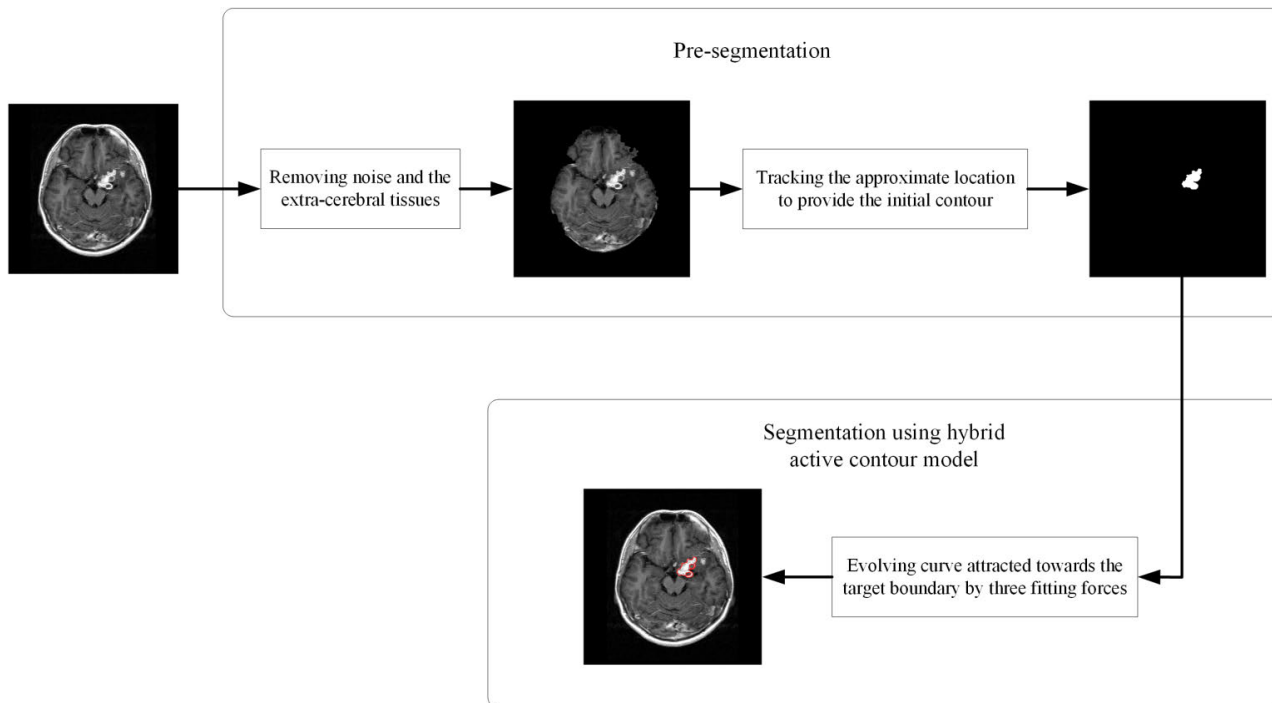 Pre-segmentation
Removing noise and the
extra-cerebral tissues
Tracking the approximate location
to provide the initial contour
Segmentation using hybrid
active contour model
Evolving curve attracted towards the
target boundary by three fitting forces